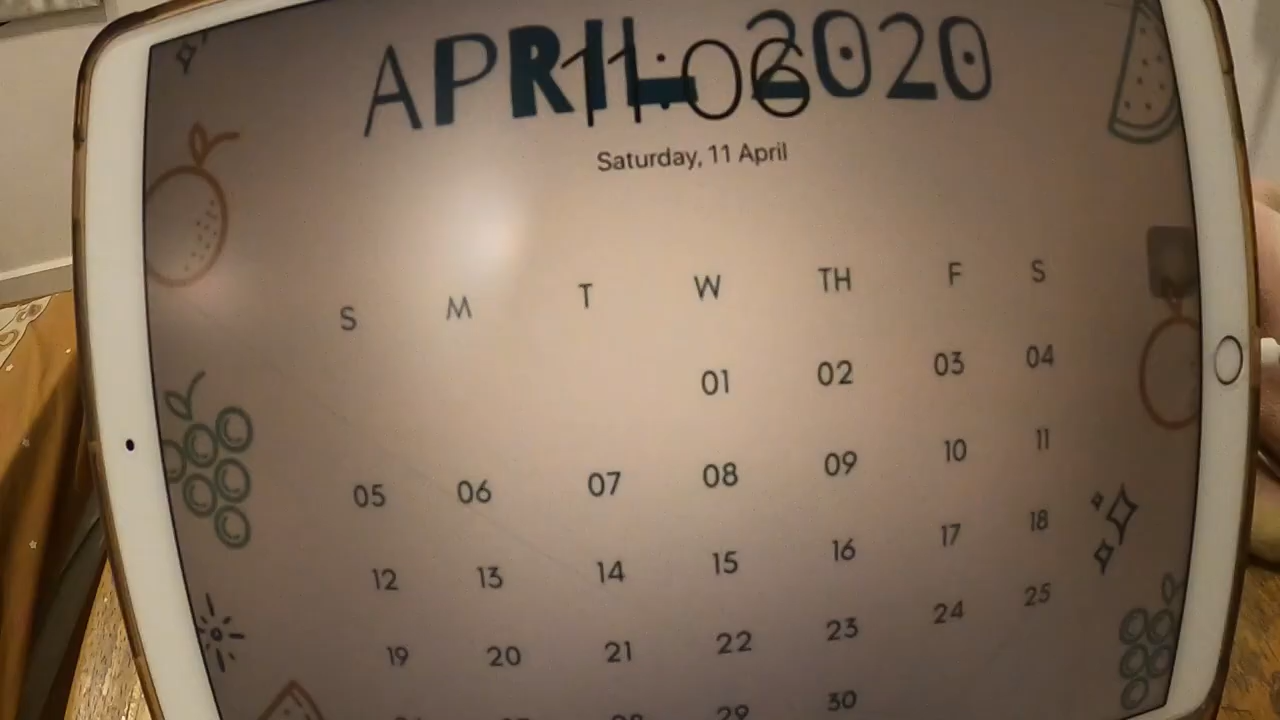 APRIL 2020
11:06
Saturday, 11 April
S M T W TH F S
01 02 03 04
05 06 07 08 09 10 11
12 13 14 15 16 17 18
19 20 21 22 23 24 25
28 29 30